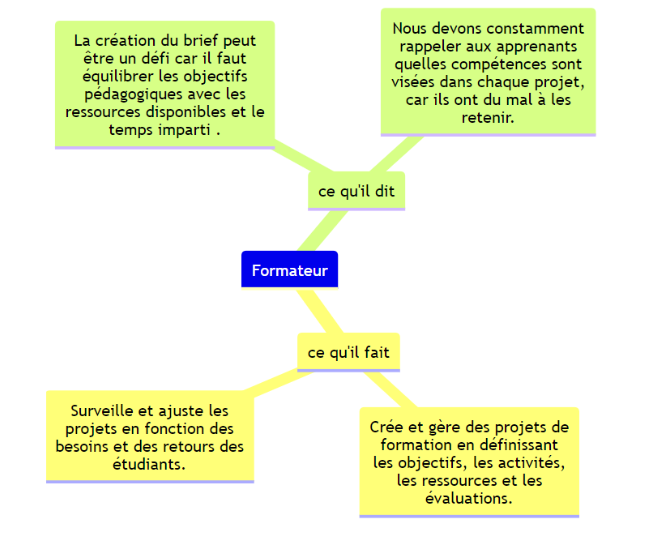 La création du brief peut
être un défi car il faut
équilibrer les objectifs
pédagogiques avec les
ressources disponibles et le
temps imparti .
Nous devons constamment
rappeler aux apprenants
quelles compétences sont
visées dans chaque projet,
car ils ont du mal à les
retenir.
ce qu'il dit
Formateur
ce qu'il fait
Surveille et ajuste les
projets en fonction des
besoins et des retours des
étudiants.
Crée et gère des projets de
formation en définissant
les objectifs, les activités,
les ressources et les
évaluations.